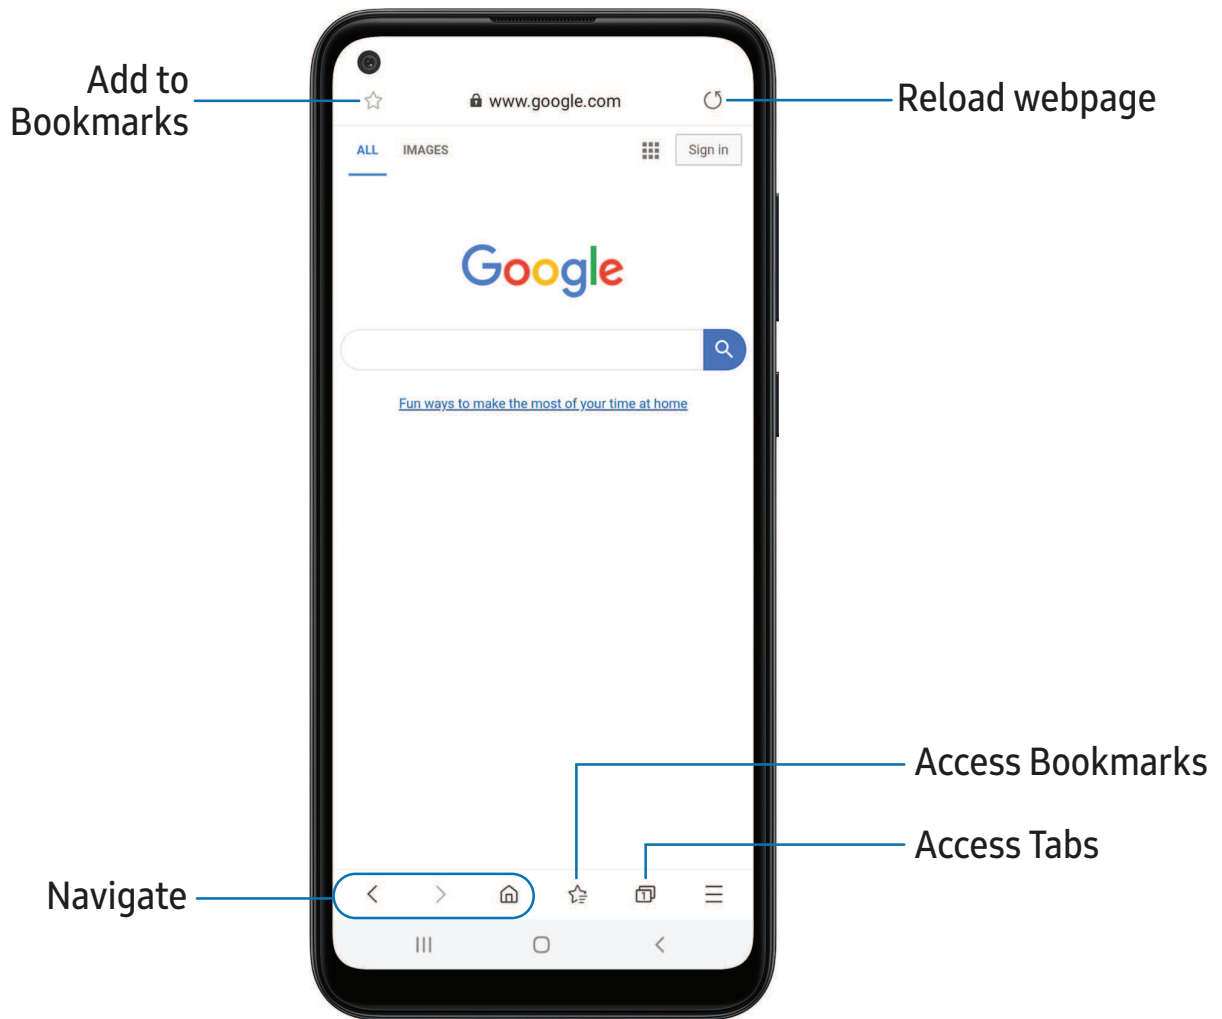 Add to
Bookmarks
www.google.com
Reload webpage
ALL IMAGES Sign in
Google
Fun ways to make the most of your time at home
Access Bookmarks
Access Tabs
Navigate
1